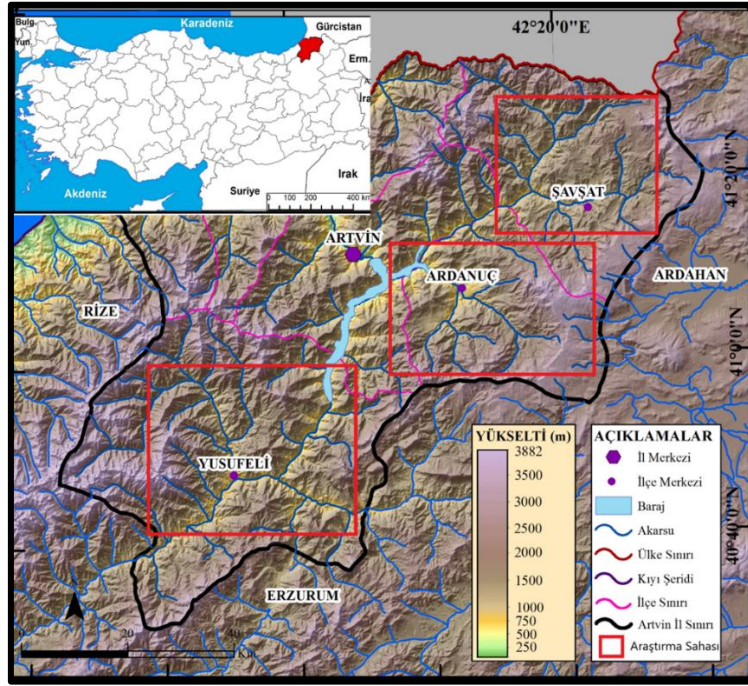 Bulg.
Yun.
Karadeniz
Gürcistan
Erm.
Akdeniz
Suriye
Irak
0 200 400 km
42°20'0"E
41°20'0"N
ŞAVŞAT
ARTVİN
ARDANUÇ
ARDAHAN
RİZE
41°0'0"N
YUSUFELİ
40°40'0"N
ERZURUM
0 20 40
Km
YÜKSELTİ (m)
3882
3500
3000
2500
2000
1500
1000
750
500
250
AÇIKLAMALAR
İl Merkezi
İlçe Merkezi
Baraj
Akarsu
Ülke Sınırı
Kıyı Şeridi
İlçe Sınırı
Artvin İl Sınırı
Araştırma Sahası